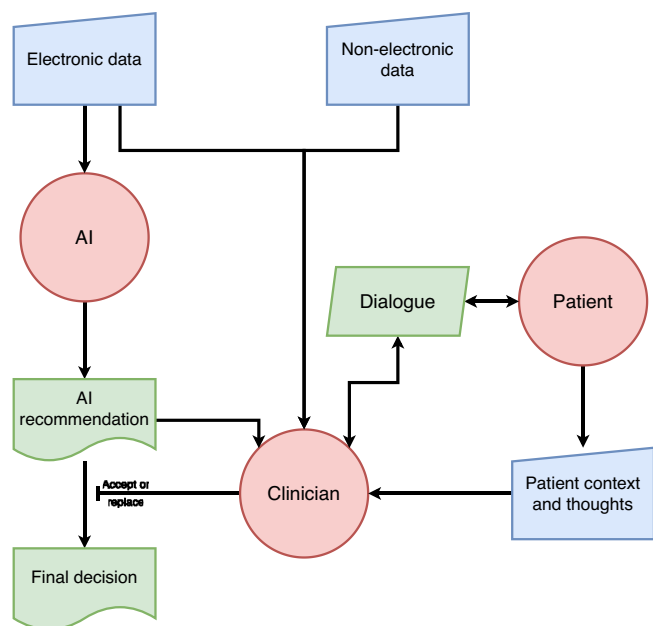 Electronic data
Non-electronic
data
AI
Dialogue
Patient
AI
recommendation
Accept or
replace
Clinician
Patient context
and thoughts
Final decision